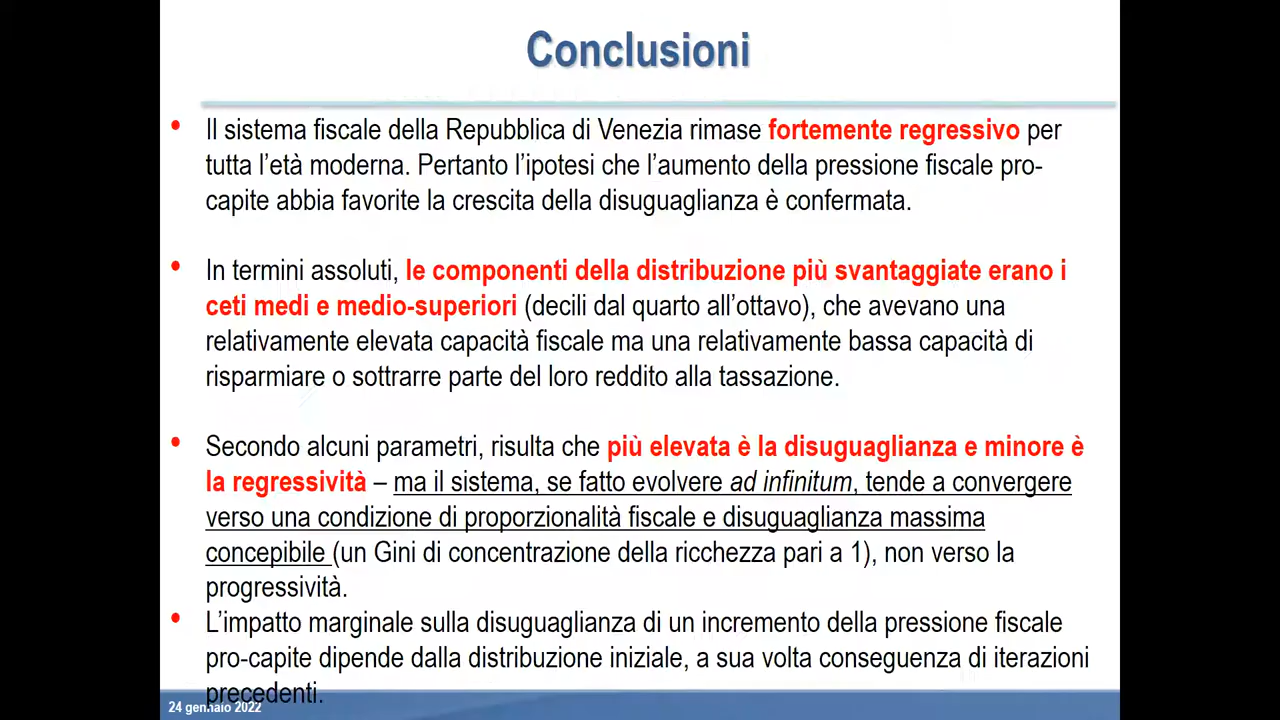 Conclusioni
• Il sistema fiscale della Repubblica di Venezia rimase fortemente regressivo per
tutta l’età moderna. Pertanto l’ipotesi che l’aumento della pressione fiscale pro-
capite abbia favorite la crescita della disuguaglianza è confermata.
• In termini assoluti, le componenti della distribuzione più svantaggiate erano i
ceti medi e medio-superiori (decili dal quarto all’ottavo), che avevano una
relativamente elevata capacità fiscale ma una relativamente bassa capacità di
risparmiare o sottrarre parte del loro reddito alla tassazione.
• Secondo alcuni parametri, risulta che più elevata è la disuguaglianza e minore è
la regressività – ma il sistema, se fatto evolvere ad infinitum, tende a convergere
verso una condizione di proporzionalità fiscale e disuguaglianza massima
concepibile (un Gini di concentrazione della ricchezza pari a 1), non verso la
progressività.
• L’impatto marginale sulla disuguaglianza di un incremento della pressione fiscale
pro-capite dipende dalla distribuzione iniziale, a sua volta conseguenza di iterazioni
precedenti.
24 gennaio 2022